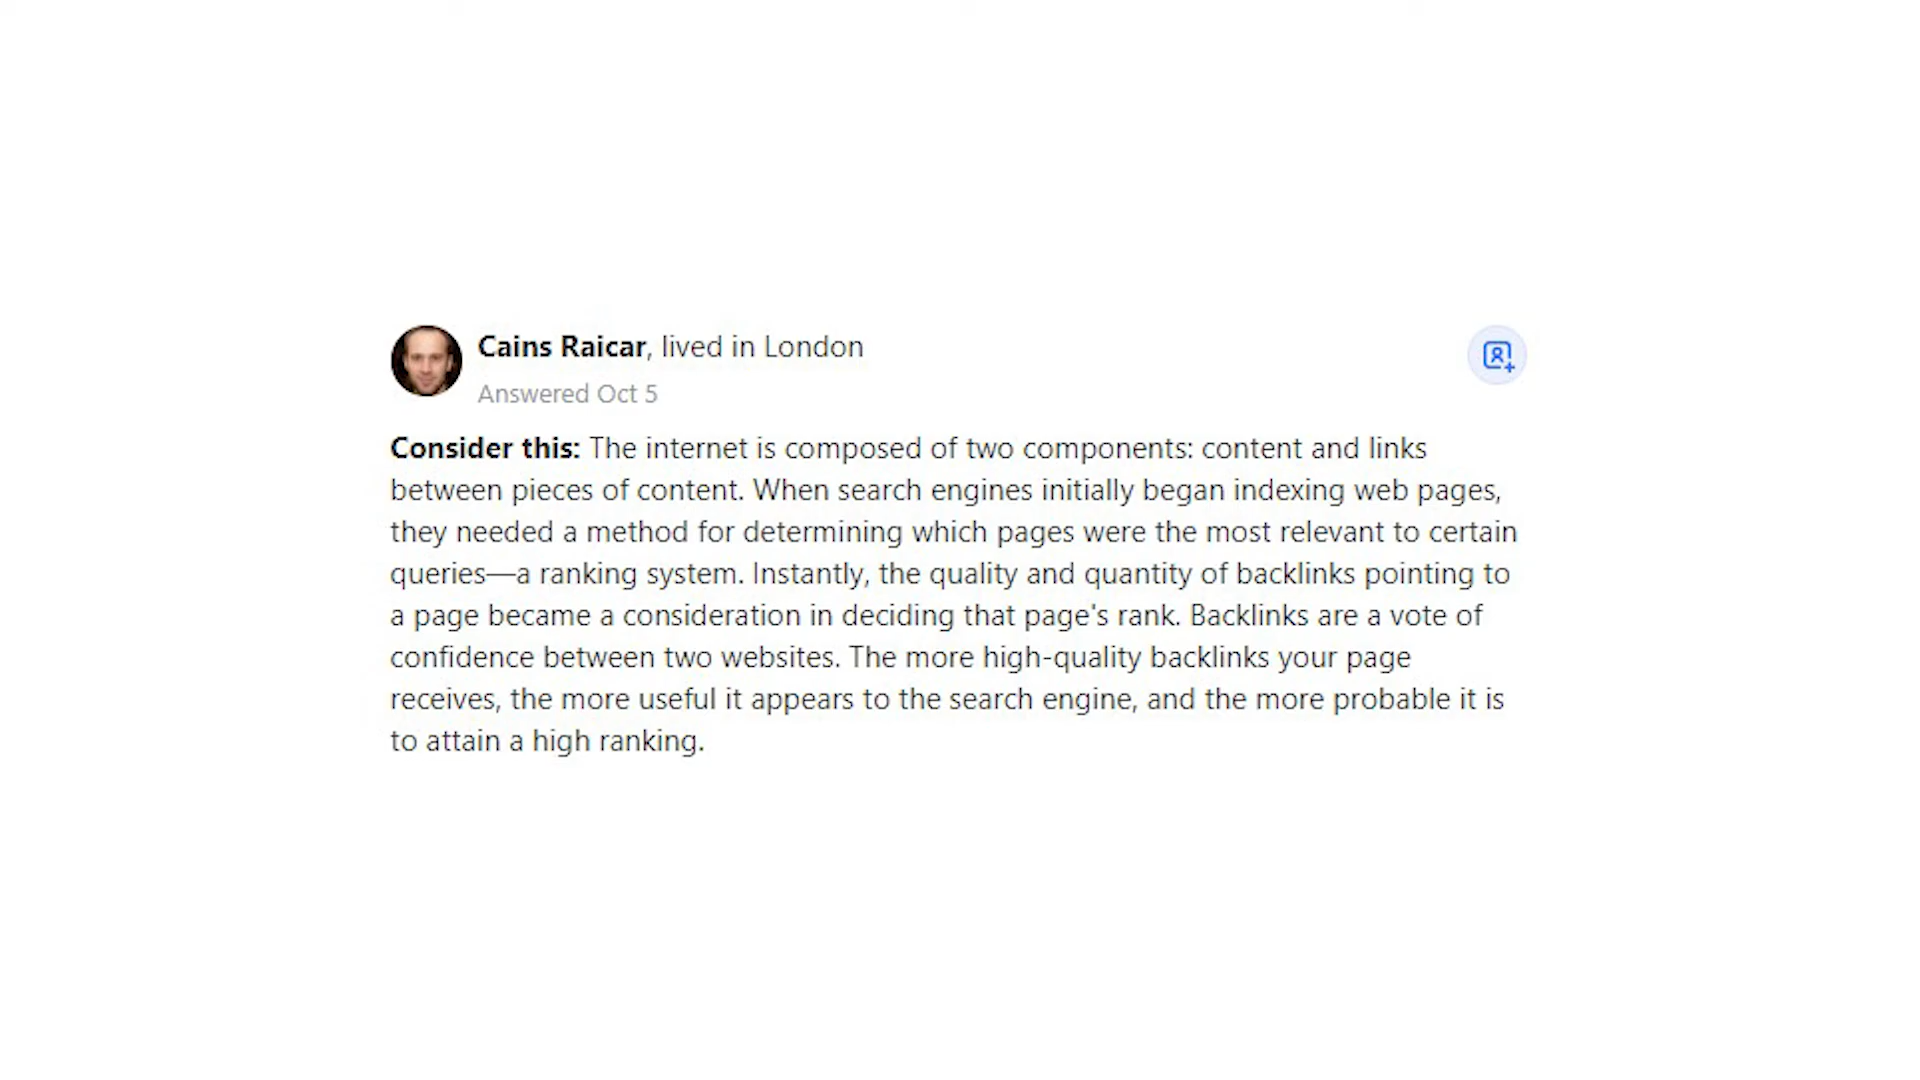 Cains Raicar, lived in London
Answered Oct 5
Consider this: The internet is composed of two components: content and links
between pieces of content. When search engines initially began indexing web pages,
they needed a method for determining which pages were the most relevant to certain
queries—a ranking system. Instantly, the quality and quantity of backlinks pointing to
a page became a consideration in deciding that page's rank. Backlinks are a vote of
confidence between two websites. The more high-quality backlinks your page
receives, the more useful it appears to the search engine, and the more probable it is
to attain a high ranking.